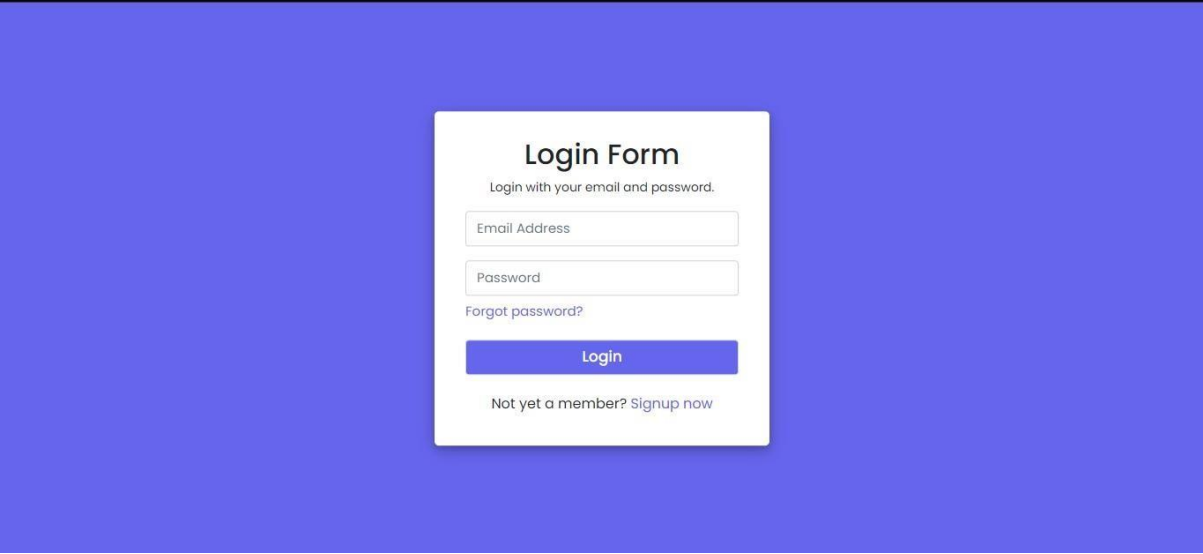 Login Form
Login with your email and password.
Email Address
Password
Forgot password?
Login
Not yet a member? Signup now